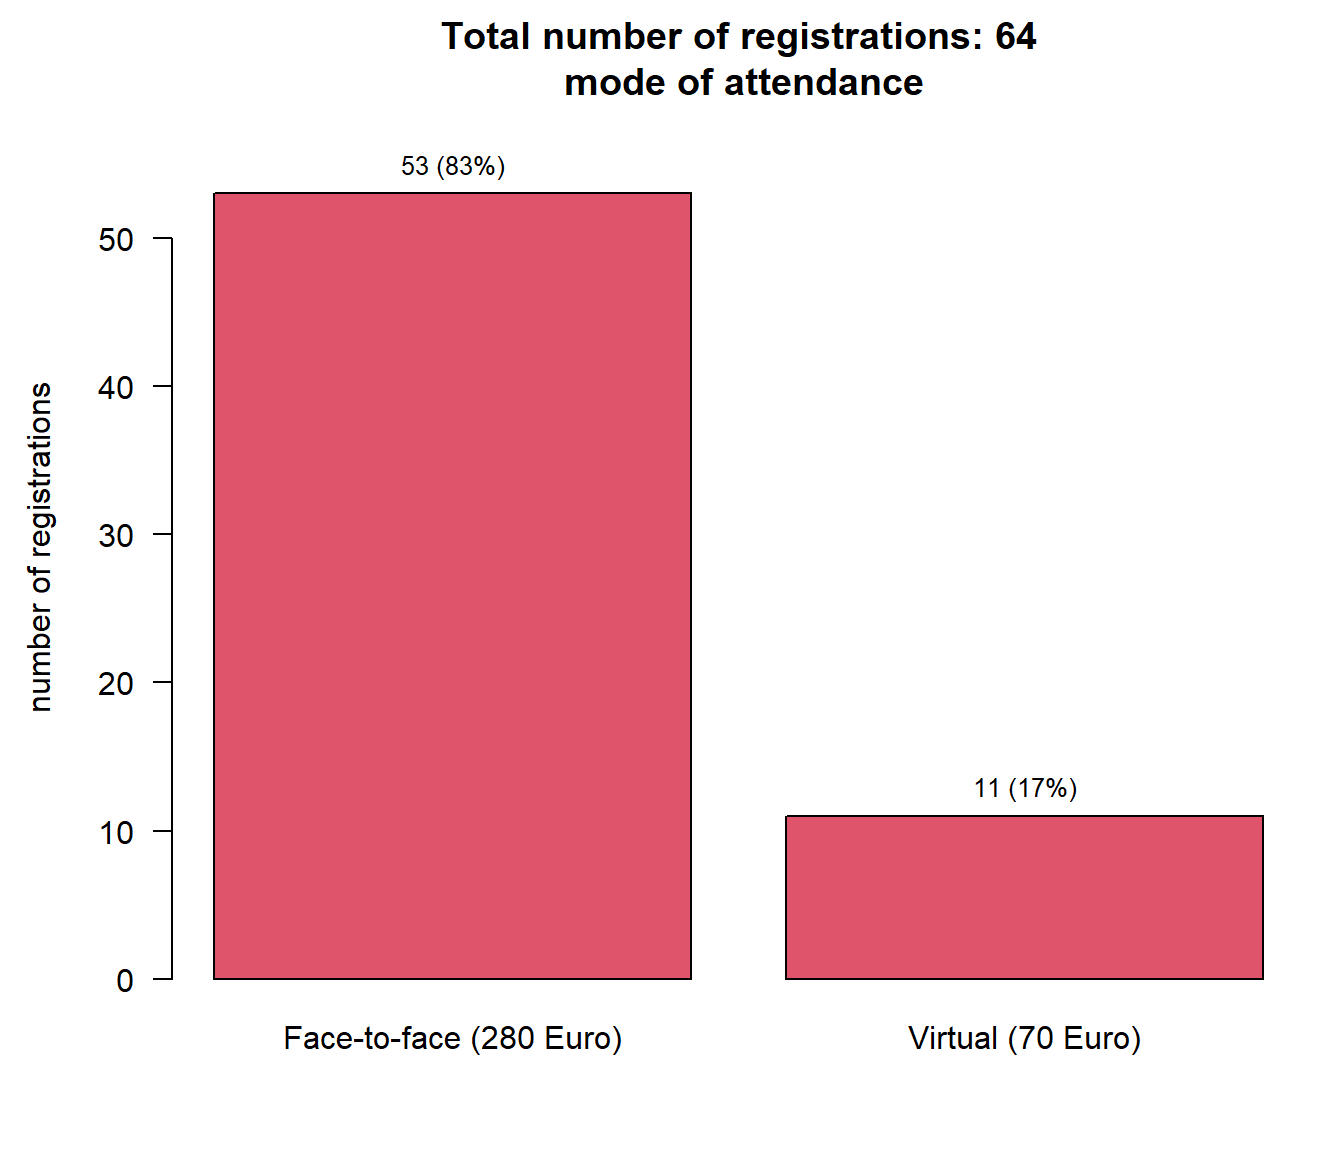 Total number of registrations: 64
mode of attendance
53 (83%)
50
40
30
20
10
0
number of registrations
11 (17%)
Face-to-face (280 Euro)
Virtual (70 Euro)